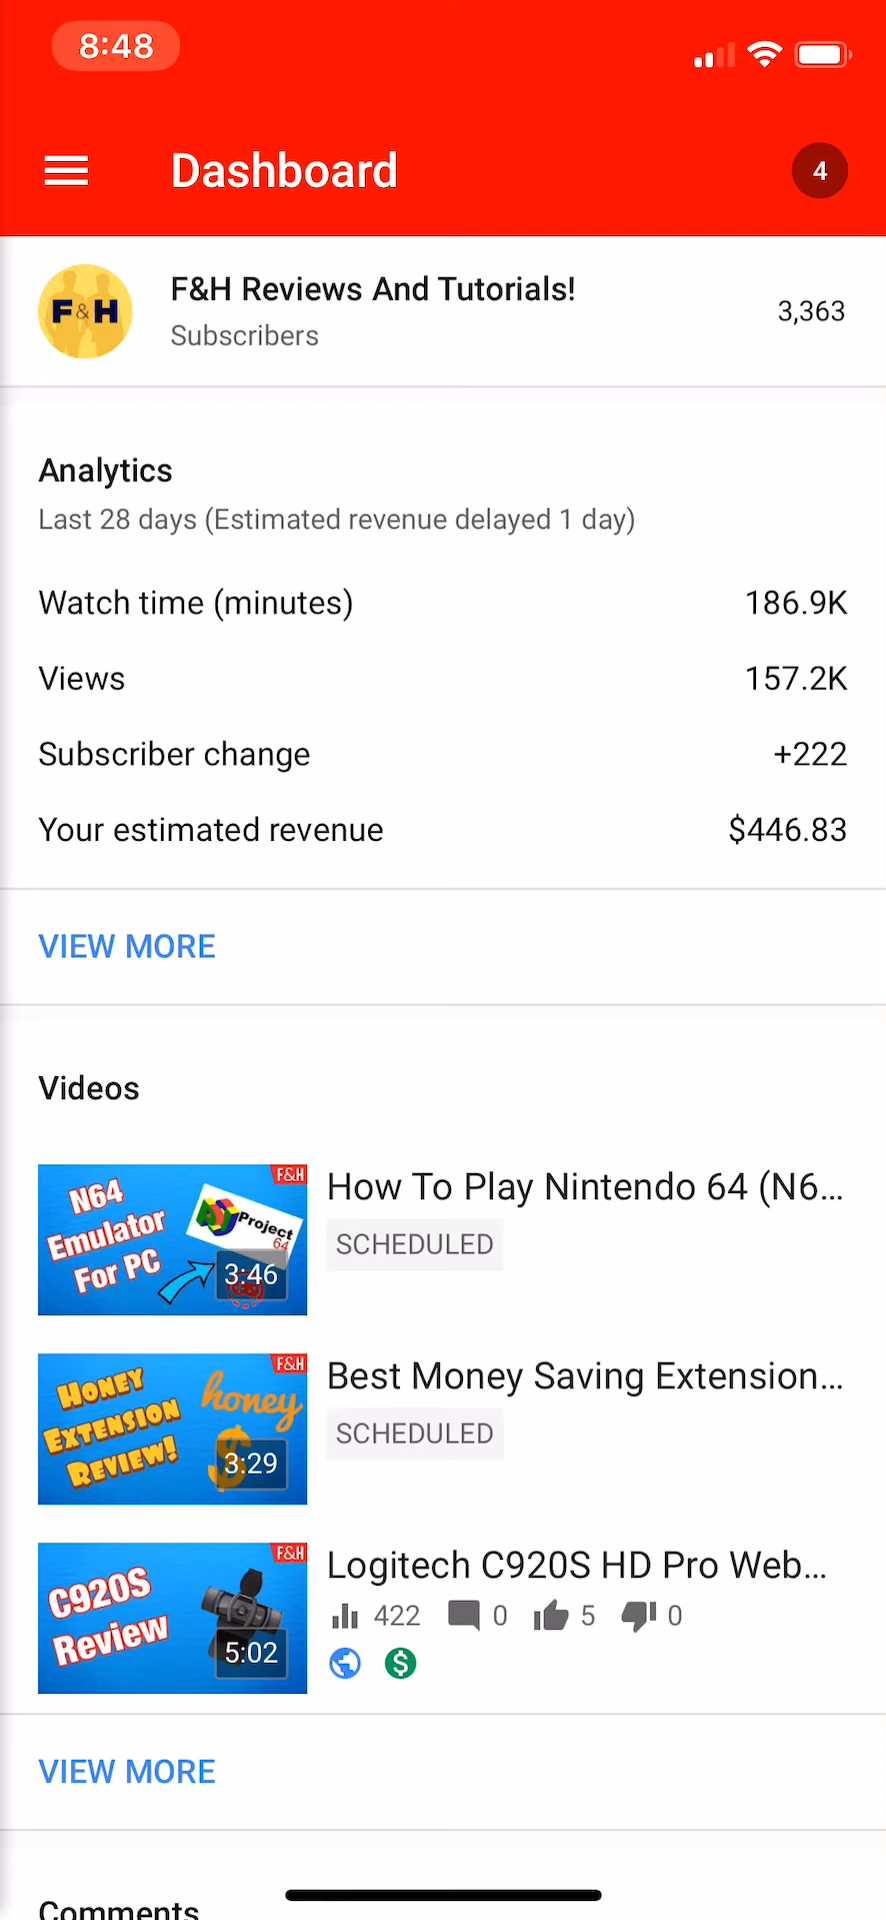 8:48
Dashboard
4
F&H
F&H Reviews And Tutorials!
Subscribers
3,363
Analytics
Last 28 days (Estimated revenue delayed 1 day)
Watch time (minutes) 186.9K
Views 157.2K
Subscriber change +222
Your estimated revenue $446.83
VIEW MORE
Videos
F&H
N64
Emulator
For PC
Project
64
3:46
How To Play Nintendo 64 (N6...
SCHEDULED
F&H
HONEY
EXTENSION
REVIEW!
honey
$
3:29
Best Money Saving Extension...
SCHEDULED
F&H
C920S
Review
5:02
Logitech C920S HD Pro Web...
422 0 5 0
$
VIEW MORE
Comments